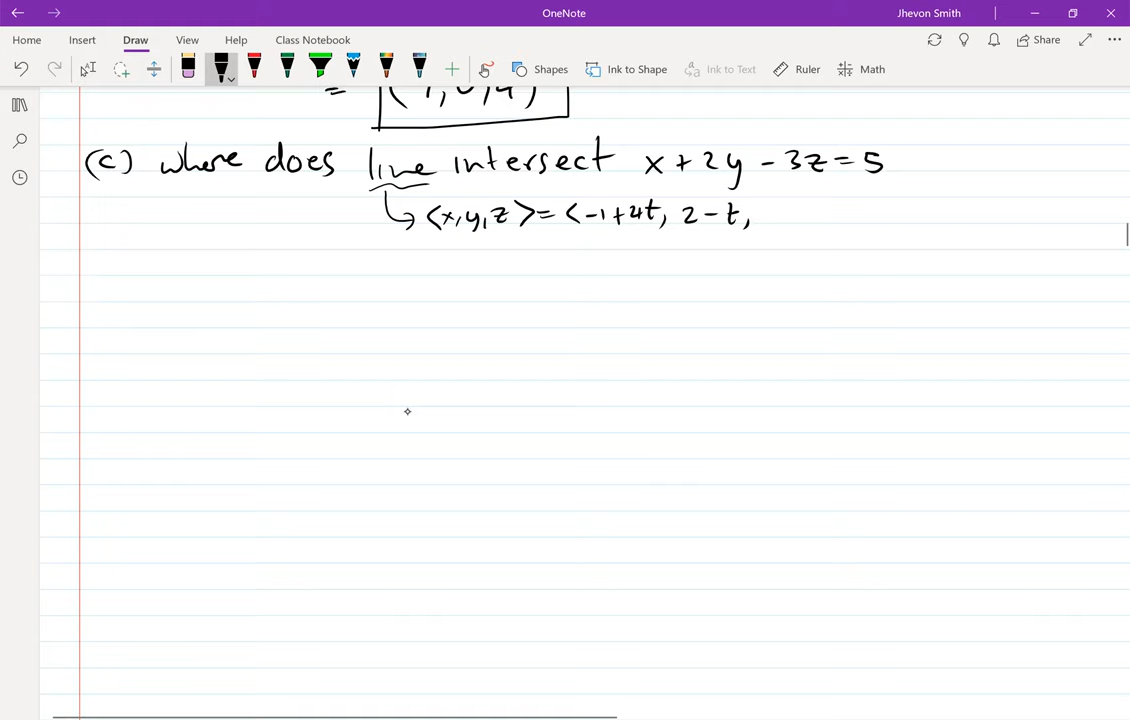 OneNote
Jhevon Smith
Home Insert Draw View Help Class Notebook Share
Shapes Ink to Shape Ink to Text Ruler Math
=
(c) where does line intersect x + 2y - 3z = 5
↳ <x, y, z> = <-1+4t, 2-t,